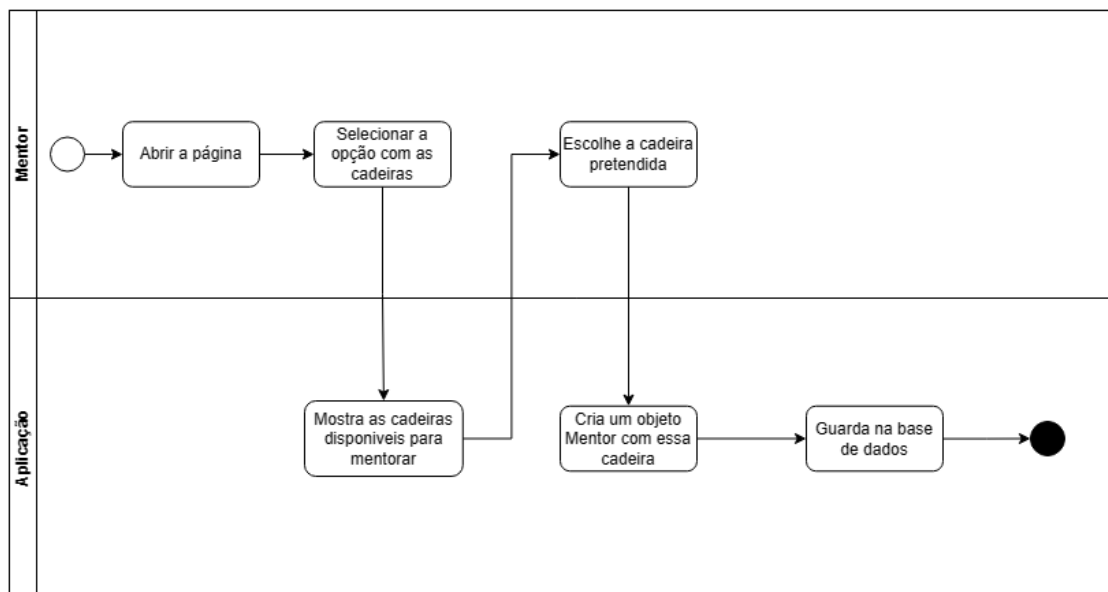 Mentor
Abrir a página
Selecionar a
opção com as
cadeiras
Escolhe a cadeira
pretendida
Aplicação
Mostra as cadeiras
disponiveis para
mentorar
Cria um objeto
Mentor com essa
cadeira
Guarda na base
de dados